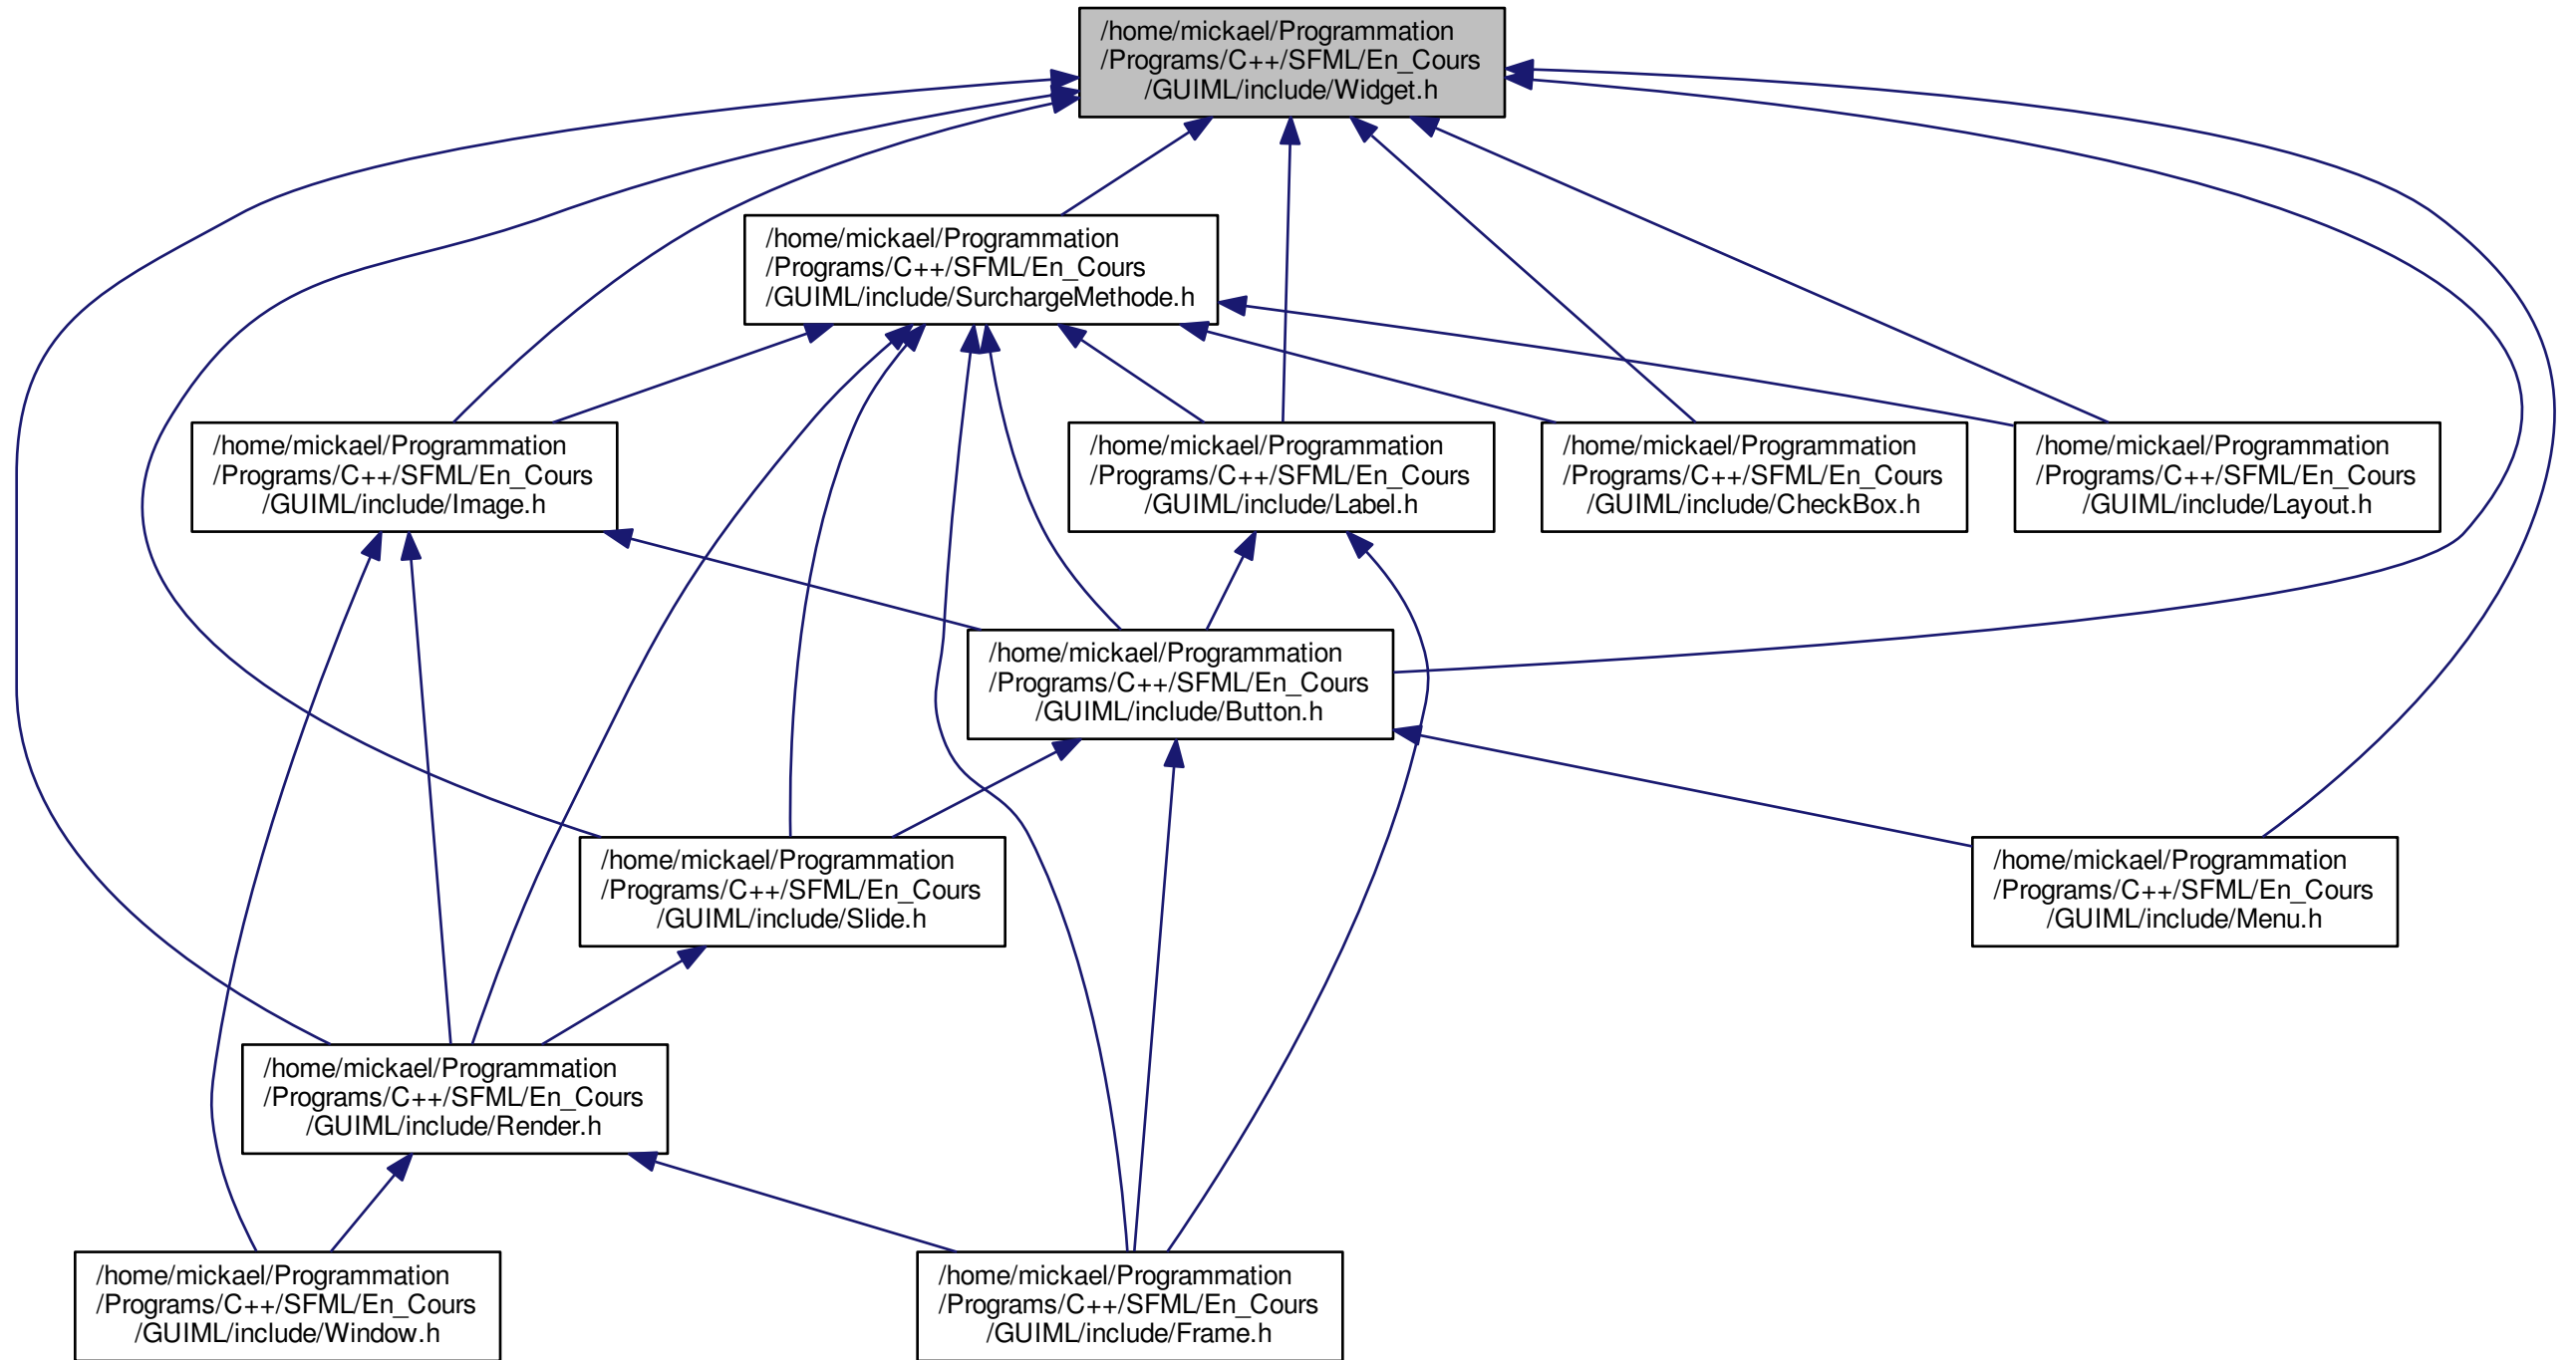 /home/mickael/Programmation
/Programs/C++/SFML/En_Cours
/GUIML/include/Widget.h
/home/mickael/Programmation
/Programs/C++/SFML/En_Cours
/GUIML/include/SurchargeMethode.h
/home/mickael/Programmation
/Programs/C++/SFML/En_Cours
/GUIML/include/Image.h
/home/mickael/Programmation
/Programs/C++/SFML/En_Cours
/GUIML/include/Label.h
/home/mickael/Programmation
/Programs/C++/SFML/En_Cours
/GUIML/include/CheckBox.h
/home/mickael/Programmation
/Programs/C++/SFML/En_Cours
/GUIML/include/Layout.h
/home/mickael/Programmation
/Programs/C++/SFML/En_Cours
/GUIML/include/Button.h
/home/mickael/Programmation
/Programs/C++/SFML/En_Cours
/GUIML/include/Slide.h
/home/mickael/Programmation
/Programs/C++/SFML/En_Cours
/GUIML/include/Menu.h
/home/mickael/Programmation
/Programs/C++/SFML/En_Cours
/GUIML/include/Render.h
/home/mickael/Programmation
/Programs/C++/SFML/En_Cours
/GUIML/include/Window.h
/home/mickael/Programmation
/Programs/C++/SFML/En_Cours
/GUIML/include/Frame.h